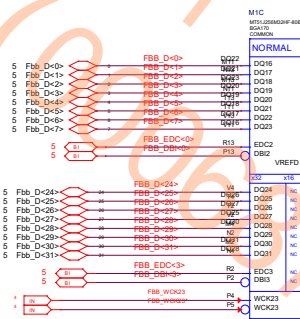 M1C
MT51J256M32HF-80B
BGA170
COMMON
NORMAL
5 Fbb_D<0> FBB_D<0> DQ16
5 Fbb_D<1> FBB_D<1> DQ17
5 Fbb_D<2> FBB_D<2> DQ18
5 Fbb_D<3> FBB_D<3> DQ19
5 Fbb_D<4> FBB_D<4> DQ20
5 Fbb_D<5> FBB_D<5> DQ21
5 Fbb_D<6> FBB_D<6> DQ22
5 Fbb_D<7> FBB_D<7> DQ23
5 BI FBB_EDC<0> R13 EDC2
5 BI FBB_DBI<0> P13 DBI2
VREFD
x32 x16
5 Fbb_D<24> 24 FBB_D<24> V4 DQ24 NC
5 Fbb_D<25> 25 FBB_D<25> DQ25 NC
5 Fbb_D<26> FBB_D<26> DQ26 NC
5 Fbb_D<27> FBB_D<27> DQ27 NC
5 Fbb_D<28> FBB_D<28> DQ28 NC
5 Fbb_D<29> FBB_D<29> N2 DQ29 NC
5 Fbb_D<30> FBB_D<30> DQ30 NC
5 Fbb_D<31> FBB_D<31> DQ31 NC
5 BI FBB_EDC<3> R2 EDC3 NC
5 BI FBB_DBI<3> P2 DBI3 NC
4 IN FBB_WCK23 P4 WCK23
4 IN FBB_WCK23* P5 WCK23